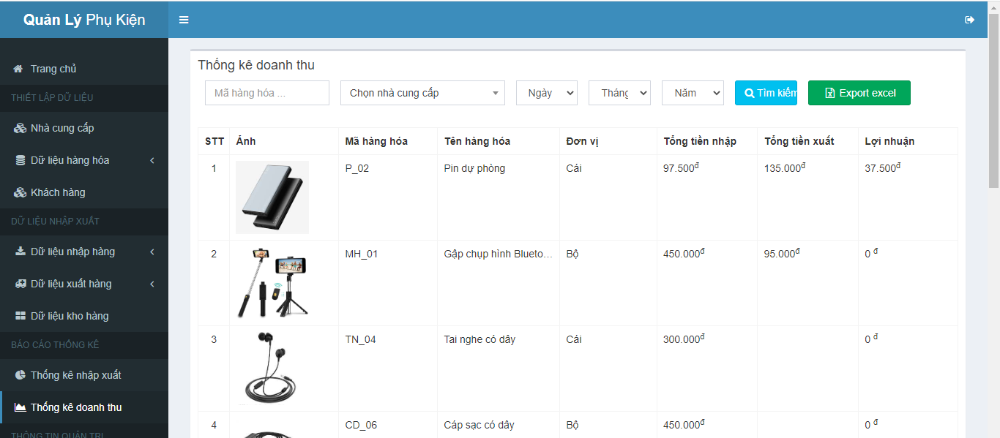 Quản Lý Phụ Kiện
Trang chủ
THIẾT LẬP DỮ LIỆU
Nhà cung cấp
Dữ liệu hàng hóa
Khách hàng
DỮ LIỆU NHẬP XUẤT
Dữ liệu nhập hàng
Dữ liệu xuất hàng
Dữ liệu kho hàng
BÁO CÁO THỐNG KÊ
Thống kê nhập xuất
Thống kê doanh thu
THÔNG TIN QUẢN TRỊ
Thống kê doanh thu
Mã hàng hóa ... Chọn nhà cung cấp Ngày Tháng Năm Tìm kiếm Export excel
STT Ảnh Mã hàng hóa Tên hàng hóa Đơn vị Tổng tiền nhập Tổng tiền xuất Lợi nhuận
1 P_02 Pin dự phòng Cái 97.500đ 135.000đ 37.500đ
2 MH_01 Gập chụp hình Blueto... Bộ 450.000đ 95.000đ 0 đ
3 TN_04 Tai nghe có dây Cái 300.000đ 0 đ
4 CD_06 Cáp sạc có dây Bộ 450.000đ 0 đ